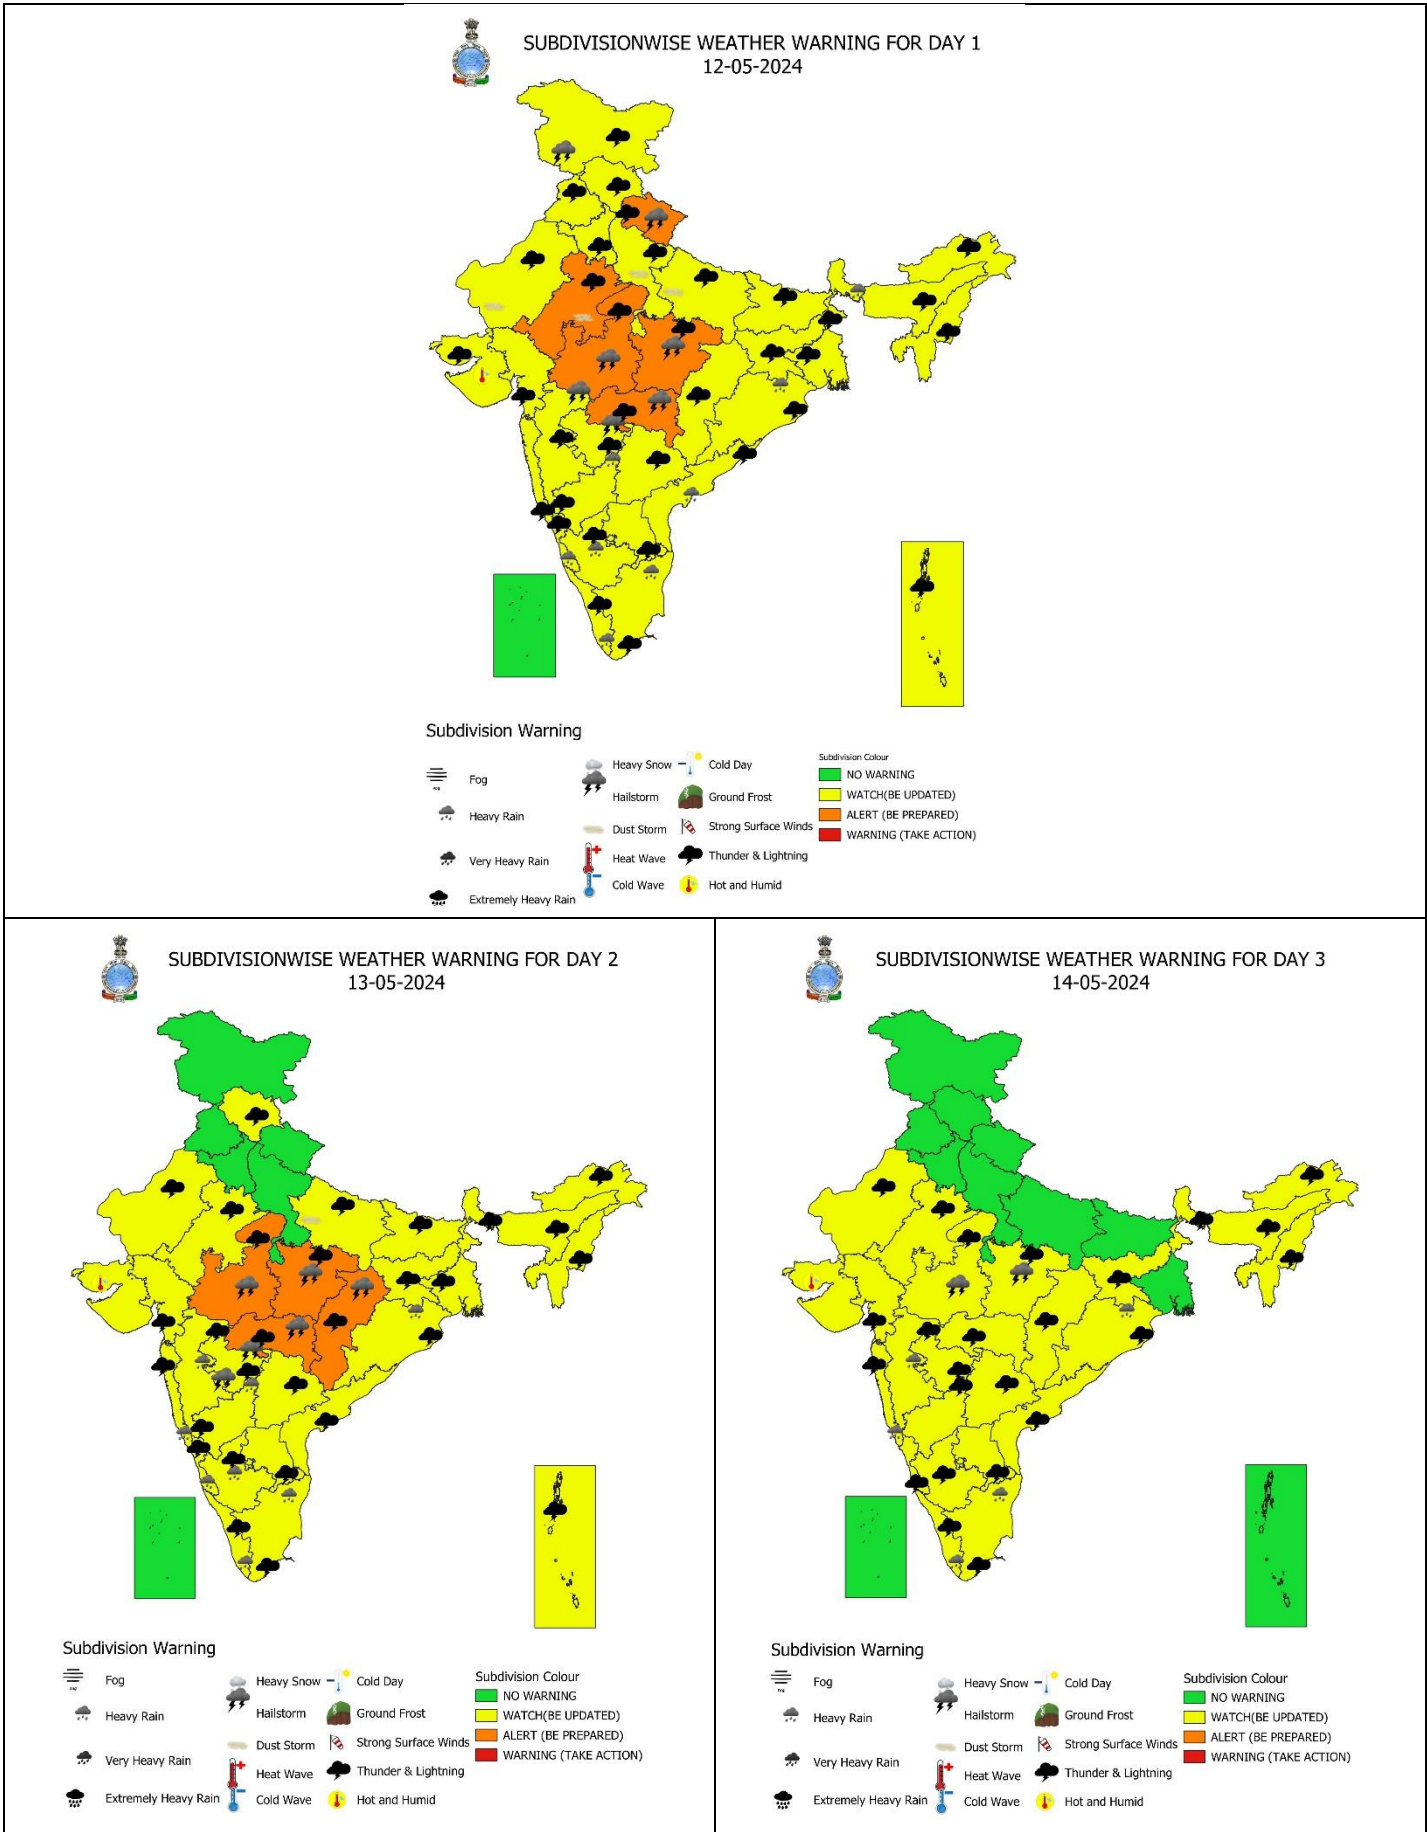 SUBDIVISIONWISE WEATHER WARNING FOR DAY 1
12-05-2024
Subdivision Warning
Fog
Heavy Rain
Very Heavy Rain
Extremely Heavy Rain
Heavy Snow
Hailstorm
Dust Storm
Heat Wave
Cold Wave
Cold Day
Ground Frost
Strong Surface Winds
Thunder & Lightning
Hot and Humid
Subdivision Colour
NO WARNING
WATCH(BE UPDATED)
ALERT (BE PREPARED)
WARNING (TAKE ACTION)
SUBDIVISIONWISE WEATHER WARNING FOR DAY 2
13-05-2024
Subdivision Warning
Fog
Heavy Rain
Very Heavy Rain
Extremely Heavy Rain
Heavy Snow
Hailstorm
Dust Storm
Heat Wave
Cold Wave
Cold Day
Ground Frost
Strong Surface Winds
Thunder & Lightning
Hot and Humid
Subdivision Colour
NO WARNING
WATCH(BE UPDATED)
ALERT (BE PREPARED)
WARNING (TAKE ACTION)
SUBDIVISIONWISE WEATHER WARNING FOR DAY 3
14-05-2024
Subdivision Warning
Fog
Heavy Rain
Very Heavy Rain
Extremely Heavy Rain
Heavy Snow
Hailstorm
Dust Storm
Heat Wave
Cold Wave
Cold Day
Ground Frost
Strong Surface Winds
Thunder & Lightning
Hot and Humid
Subdivision Colour
NO WARNING
WATCH(BE UPDATED)
ALERT (BE PREPARED)
WARNING (TAKE ACTION)